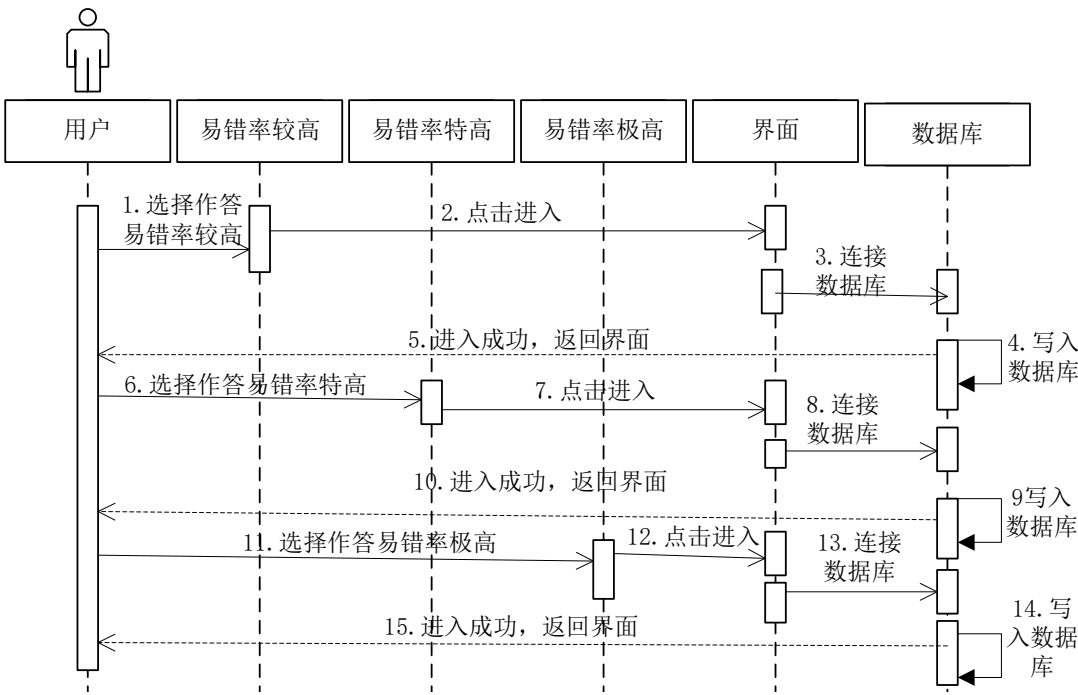 用户
易错率较高
易错率特高
易错率极高
界面
数据库
1.选择作答
易错率较高
2.点击进入
3.连接
数据库
5.进入成功，返回界面
4.写入
数据库
6.选择作答易错率特高
7.点击进入
8.连接
数据库
10.进入成功，返回界面
9写入
数据库
11.选择作答易错率极高
12.点击进入
13.连接
数据库
15.进入成功，返回界面
14.写
入数据
库